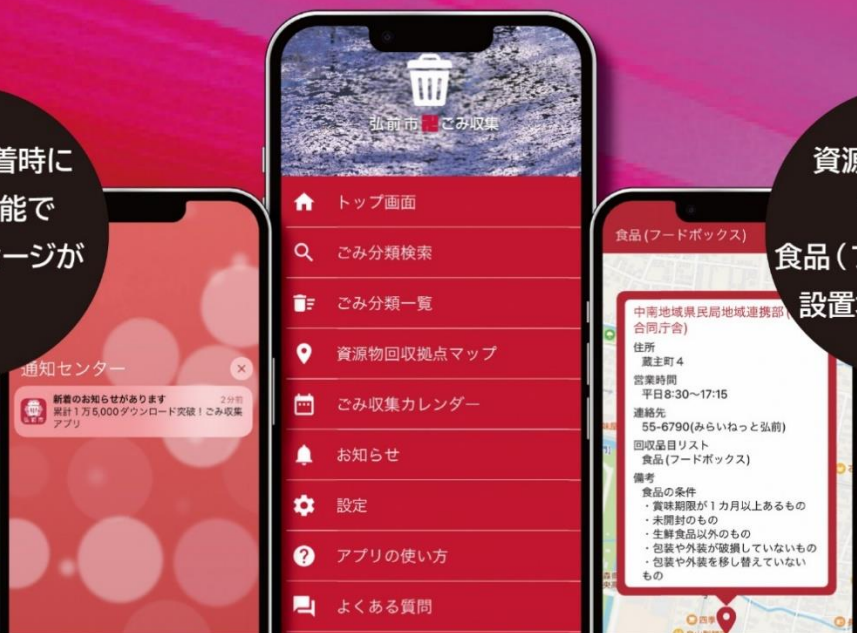 着時に
能で
ージが
通知センター
新着のお知らせがあります
2分前
累計1万5,000ダウンロード突破!ごみ収集
アプリ
弘前市
ごみ収集
トップ画面
ごみ分類検索
ごみ分類一覧
資源物回収拠点マップ
ごみ収集カレンダー
お知らせ
設定
アプリの使い方
よくある質問
資源
食品(フ
設置
食品(フードボックス)
中南地域県民局地域連携部(
合同庁舎)
住所
蔵主町4
営業時間
平日8:30~17:15
連絡先
55-6790(みらいねっと弘前)
回収品目リスト
食品(フードボックス)
備考
食品の条件
・賞味期限が1カ月以上あるもの
・未開封のもの
・生鮮食品以外のもの
・包装や外装が破損していないもの
・包装や外装を移し替えていない
もの